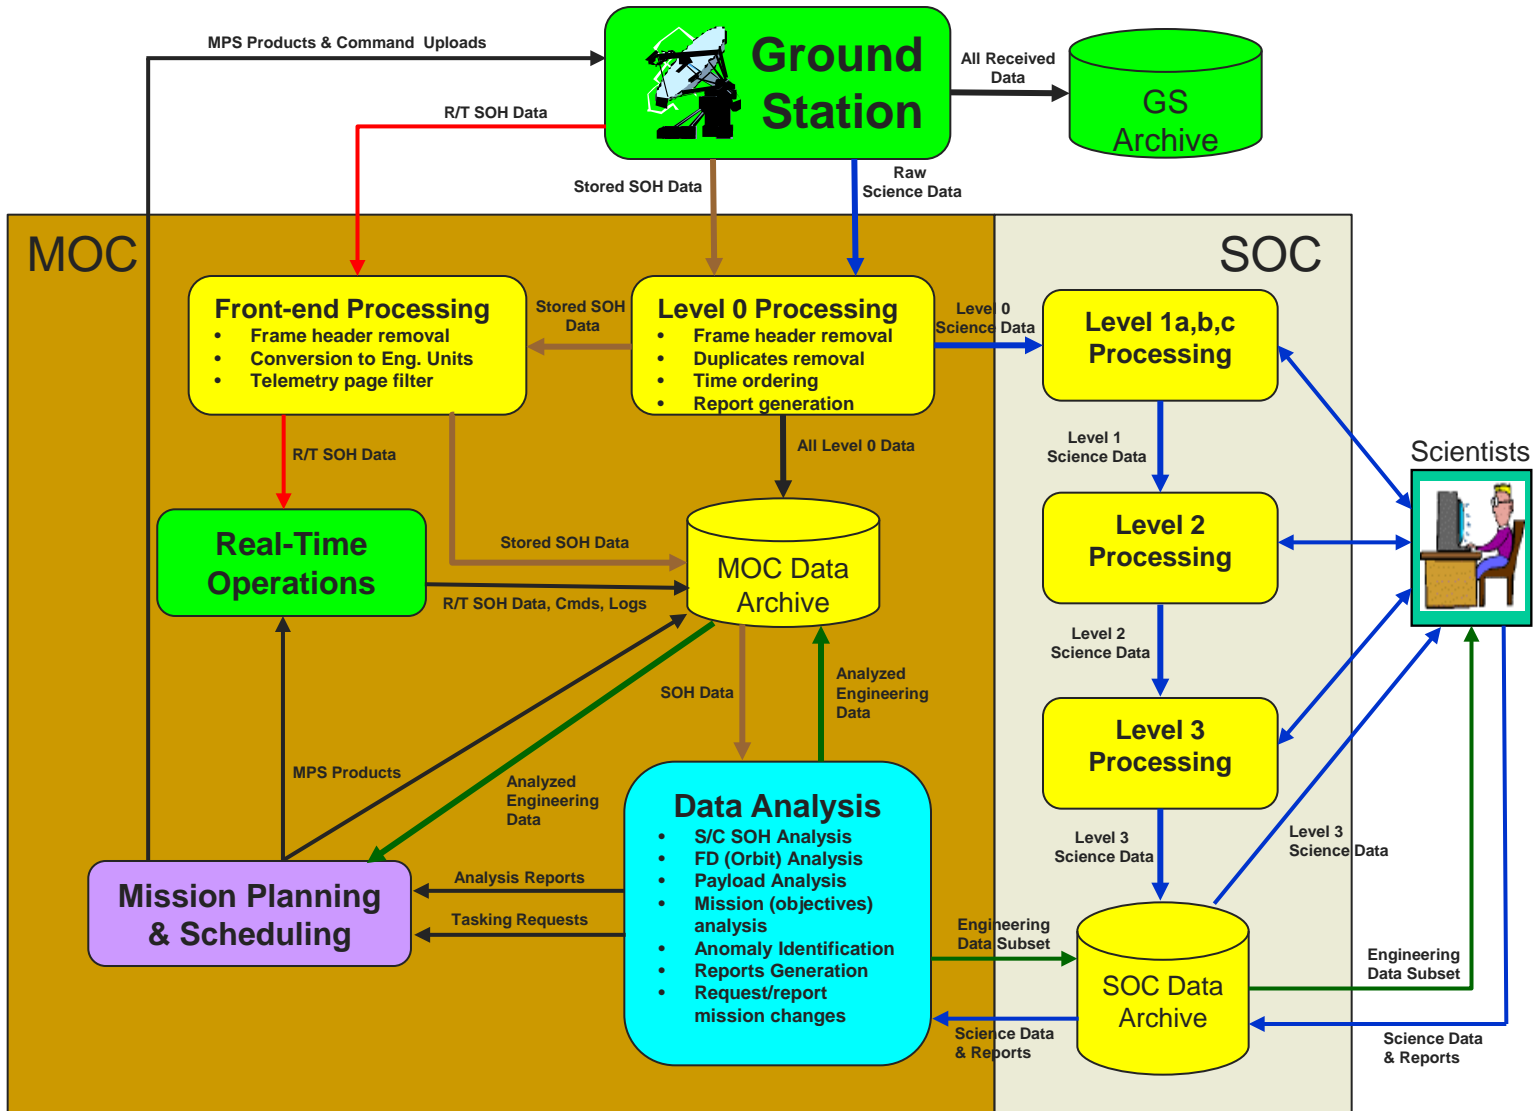 MPS Products & Command Uploads
Ground
Station
All Received
Data
GS
Archive
R/T SOH Data
Stored SOH Data
Raw
Science Data
MOC
SOC
Front-end Processing
• Frame header removal
• Conversion to Eng. Units
• Telemetry page filter
Stored SOH
Data
Level 0 Processing
• Frame header removal
• Duplicates removal
• Time ordering
• Report generation
Level 0
Science Data
Level 1a,b,c
Processing
R/T SOH Data
All Level 0 Data
Level 1
Science Data
Scientists
Real-Time
Operations
Stored SOH Data
R/T SOH Data, Cmds, Logs
MOC Data
Archive
Level 2
Processing
Level 2
Science Data
SOH Data
Analyzed
Engineering
Data
Level 3
Processing
MPS Products
Analyzed
Engineering
Data
Data Analysis
• S/C SOH Analysis
• FD (Orbit) Analysis
• Payload Analysis
• Mission (objectives)
analysis
• Anomaly Identification
• Reports Generation
• Request/report
mission changes
Level 3
Science Data
Level 3
Science Data
Mission Planning
& Scheduling
Analysis Reports
Tasking Requests
Engineering
Data Subset
SOC Data
Archive
Engineering
Data Subset
Science Data
& Reports
Science Data
& Reports